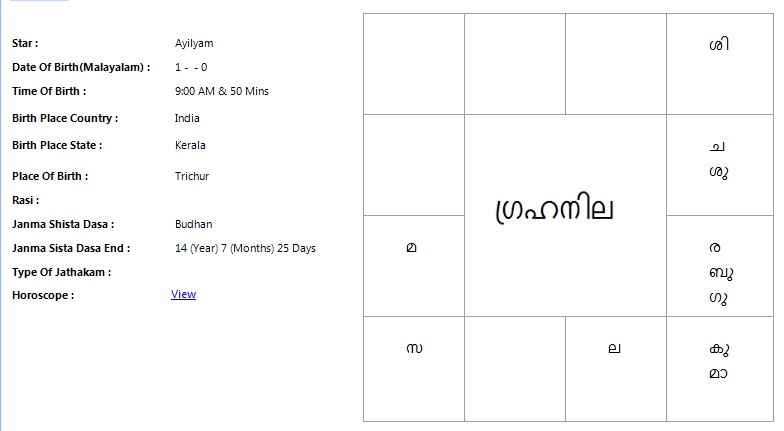 Star : Ayilyam
Date Of Birth(Malayalam) : 1 -  - 0
Time Of Birth : 9:00 AM & 50 Mins
Birth Place Country : India
Birth Place State : Kerala
Place Of Birth : Trichur
Rasi :
Janma Shista Dasa : Budhan
Janma Sista Dasa End : 14 (Year) 7 (Months) 25 Days
Type Of Jathakam :
Horoscope : View
ശി
ച
ശു
ഗ്രഹനില
മ
ര
ബു
ഗു
സ
ല
കു
മാ